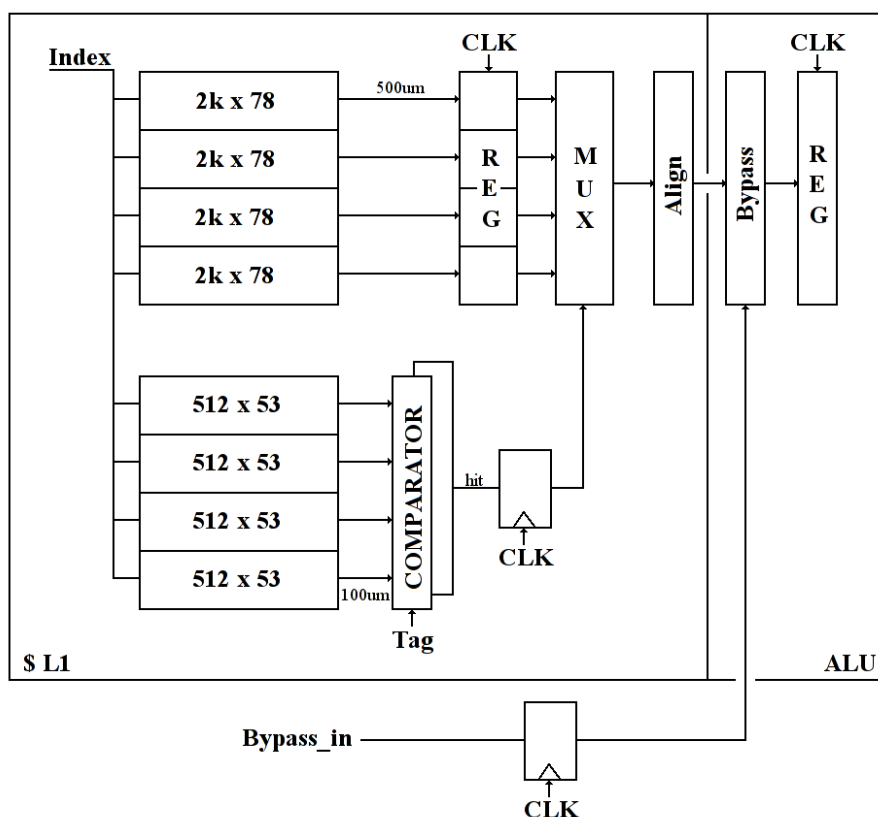 Index
CLK
CLK
2k x 78
500um
2k x 78
2k x 78
2k x 78
R
E
G
M
U
X
Align
Bypass
R
E
G
512 x 53
512 x 53
512 x 53
512 x 53
100um
COMPARATOR
hit
CLK
Tag
$ L1
ALU
Bypass_in
CLK